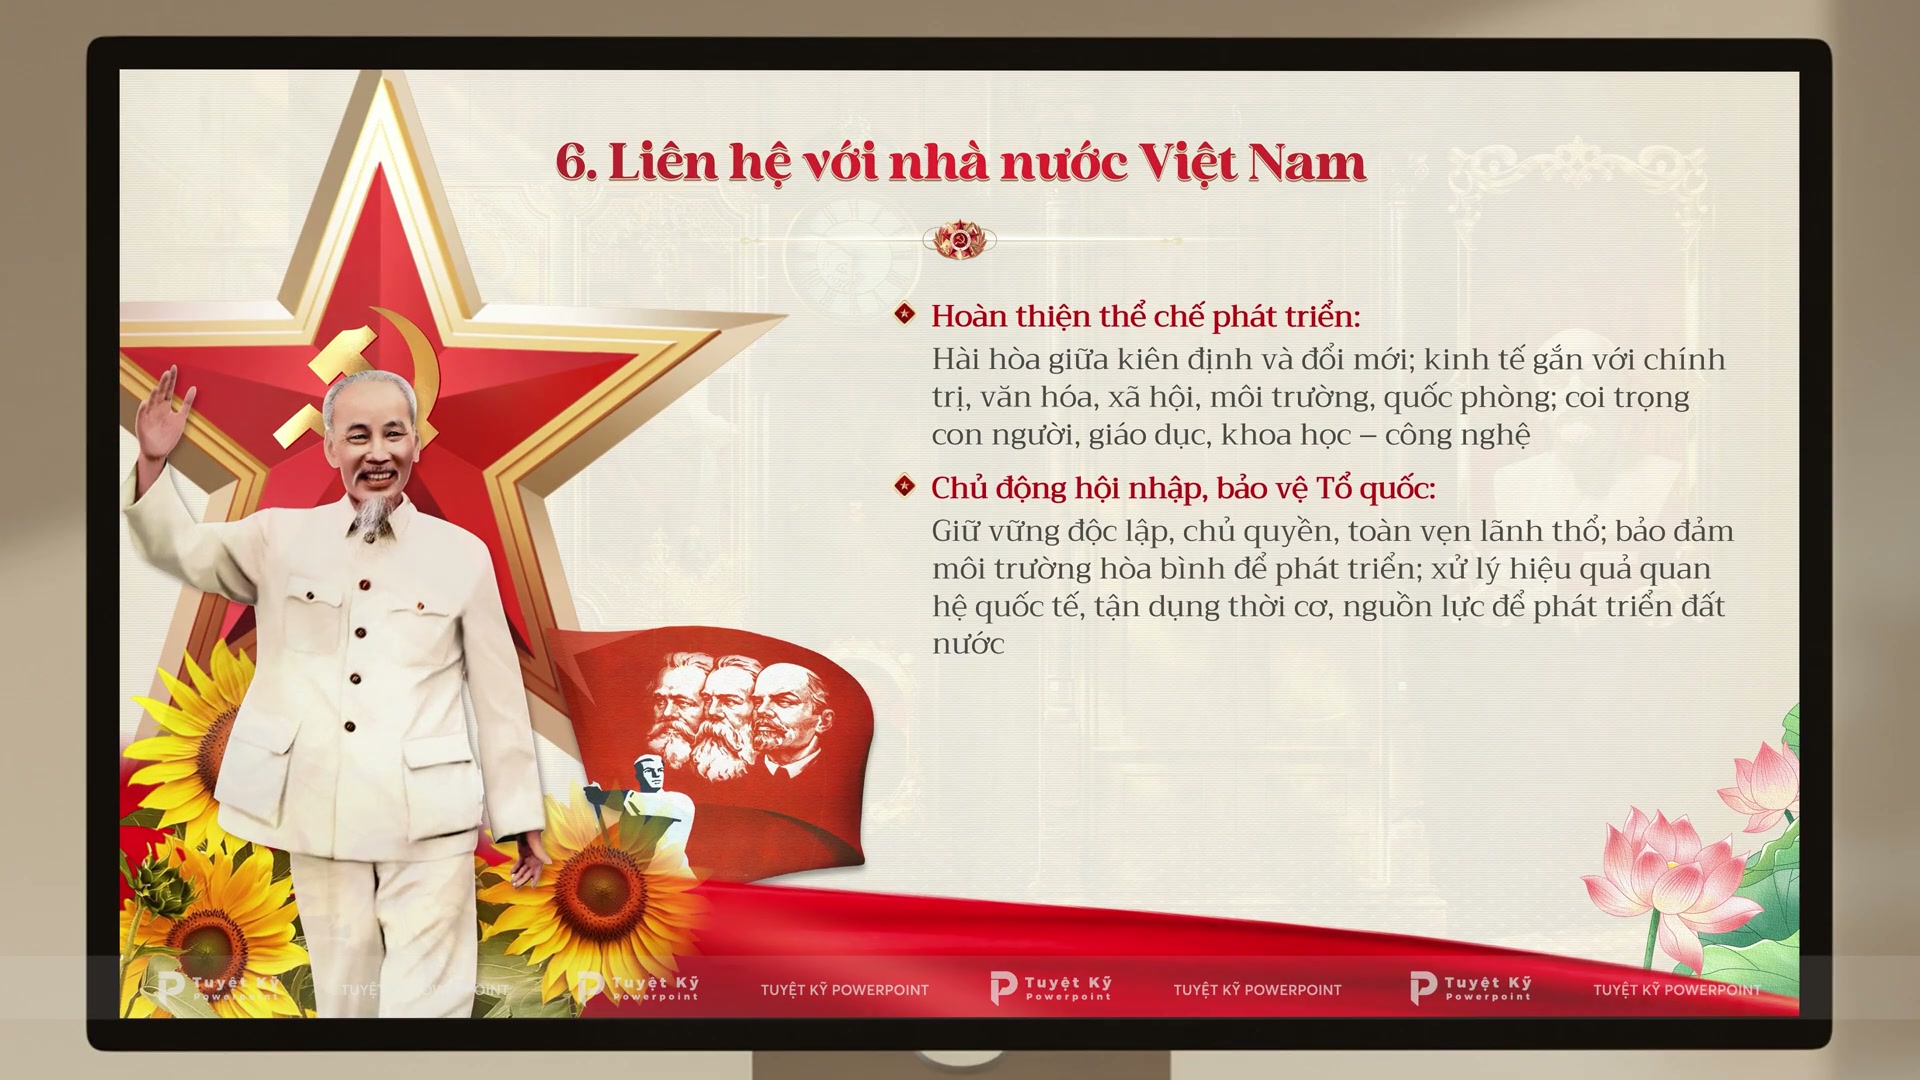 6. Liên hệ với nhà nước Việt Nam
Hoàn thiện thể chế phát triển:
Hài hòa giữa kiên định và đổi mới; kinh tế gắn với chính
trị, văn hóa, xã hội, môi trường, quốc phòng; coi trọng
con người, giáo dục, khoa học – công nghệ
Chủ động hội nhập, bảo vệ Tổ quốc:
Giữ vững độc lập, chủ quyền, toàn vẹn lãnh thổ; bảo đảm
môi trường hòa bình để phát triển; xử lý hiệu quả quan
hệ quốc tế, tận dụng thời cơ, nguồn lực để phát triển đất
nước
Tuyệt Kỹ
Powerpoint
TUYỆT KỸ POWERPOINT
Tuyệt Kỹ
Powerpoint
TUYỆT KỸ POWERPOINT
Tuyệt Kỹ
Powerpoint
TUYỆT KỸ POWERPOINT
Tuyệt Kỹ
Powerpoint
TUYỆT KỸ POWERPOINT